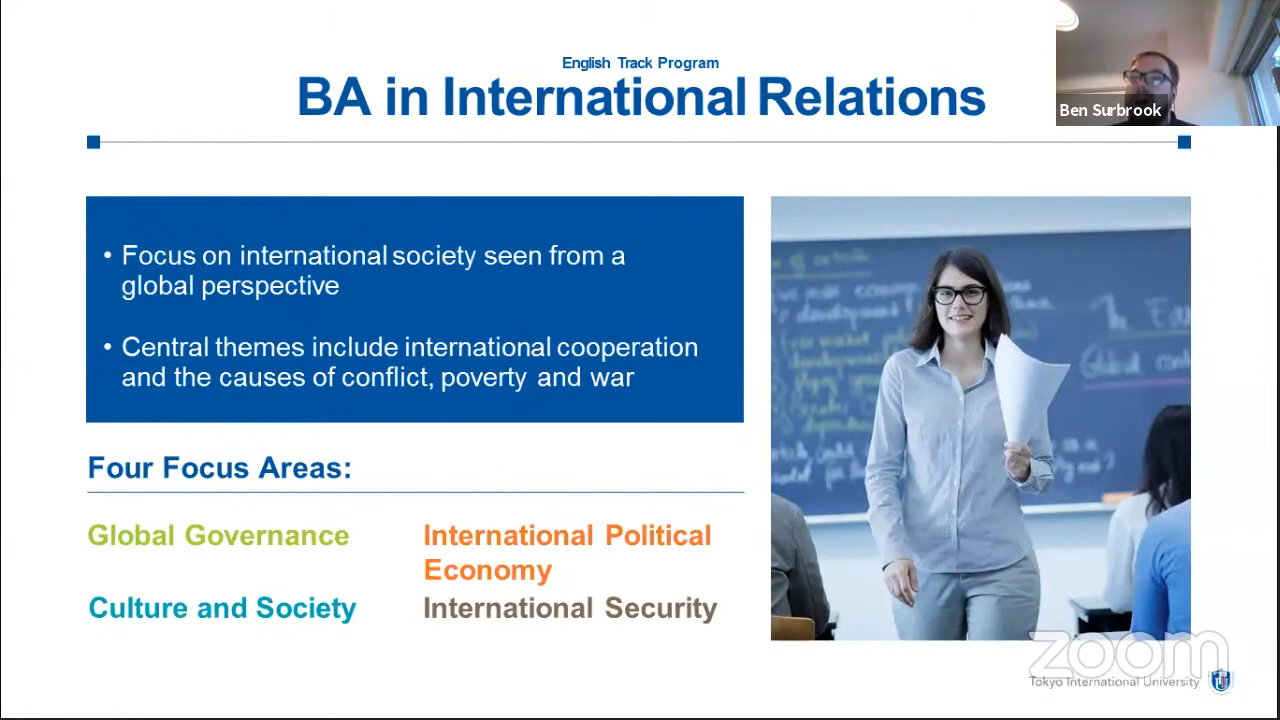 English Track Program
BA in International Relations
Ben Surbrook
• Focus on international society seen from a
global perspective
• Central themes include international cooperation
and the causes of conflict, poverty and war
Four Focus Areas:
Global Governance
International Political
Economy
Culture and Society
International Security
zoom
Tokyo International University